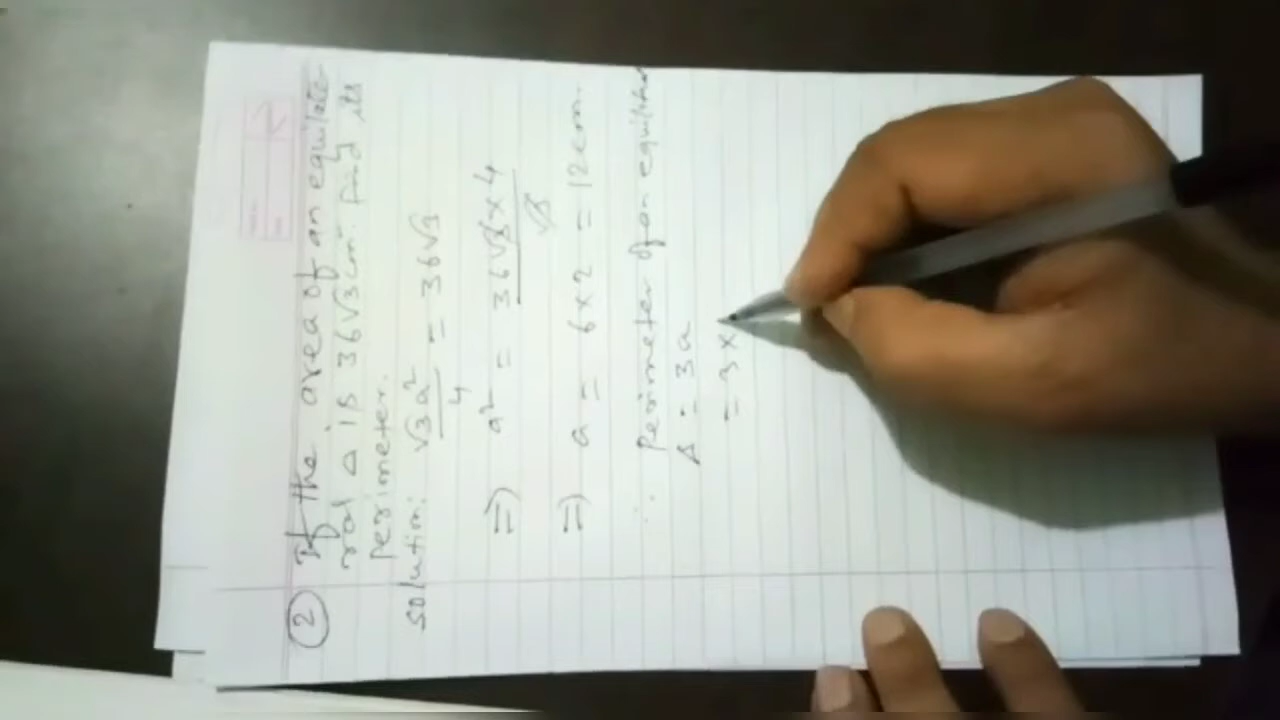 ② If the area of an equilate
ral △ is 36√3cm² find its
perimeter.
solution: √3a²/4 = 36√3
⇒) a² = 36√3×4/√3
⇒) a = 6×2 = 12cm.
∴ Perimeter of an equilater
△ = 3a
= 3×